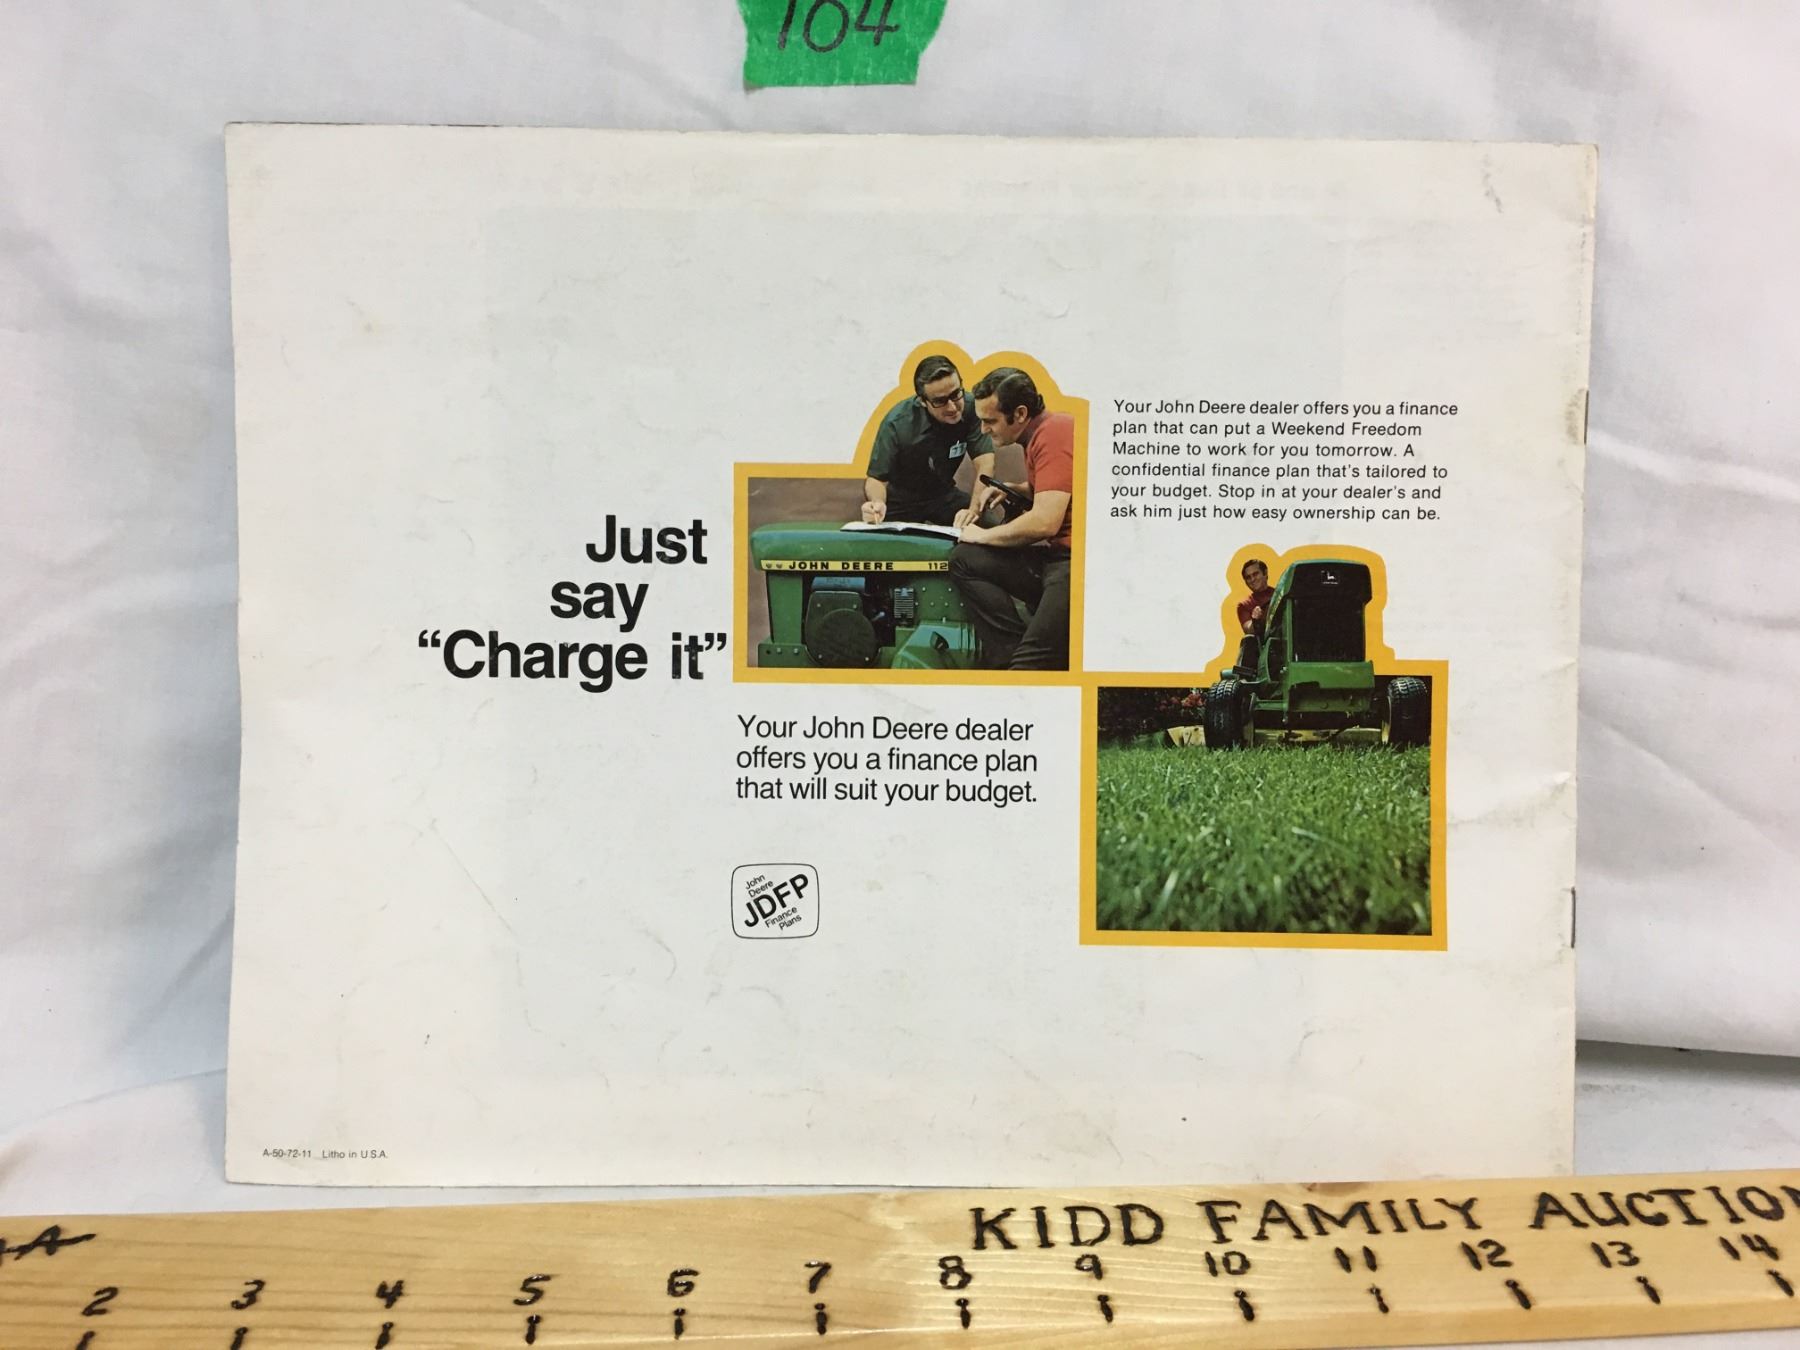 104
Just
say
“Charge it”
JOHN DEERE 112
Your John Deere dealer
offers you a finance plan
that will suit your budget.
John
Deere
JDFP
Finance
Plans
Your John Deere dealer offers you a finance
plan that can put a Weekend Freedom
Machine to work for you tomorrow. A
confidential finance plan that's tailored to
your budget. Stop in at your dealer's and
ask him just how easy ownership can be.
A-50-72-11 Litho in U.S.A.
KIDD FAMILY AUCTION
2 3 4 5 6 7 8 9 10 11 12 13 14